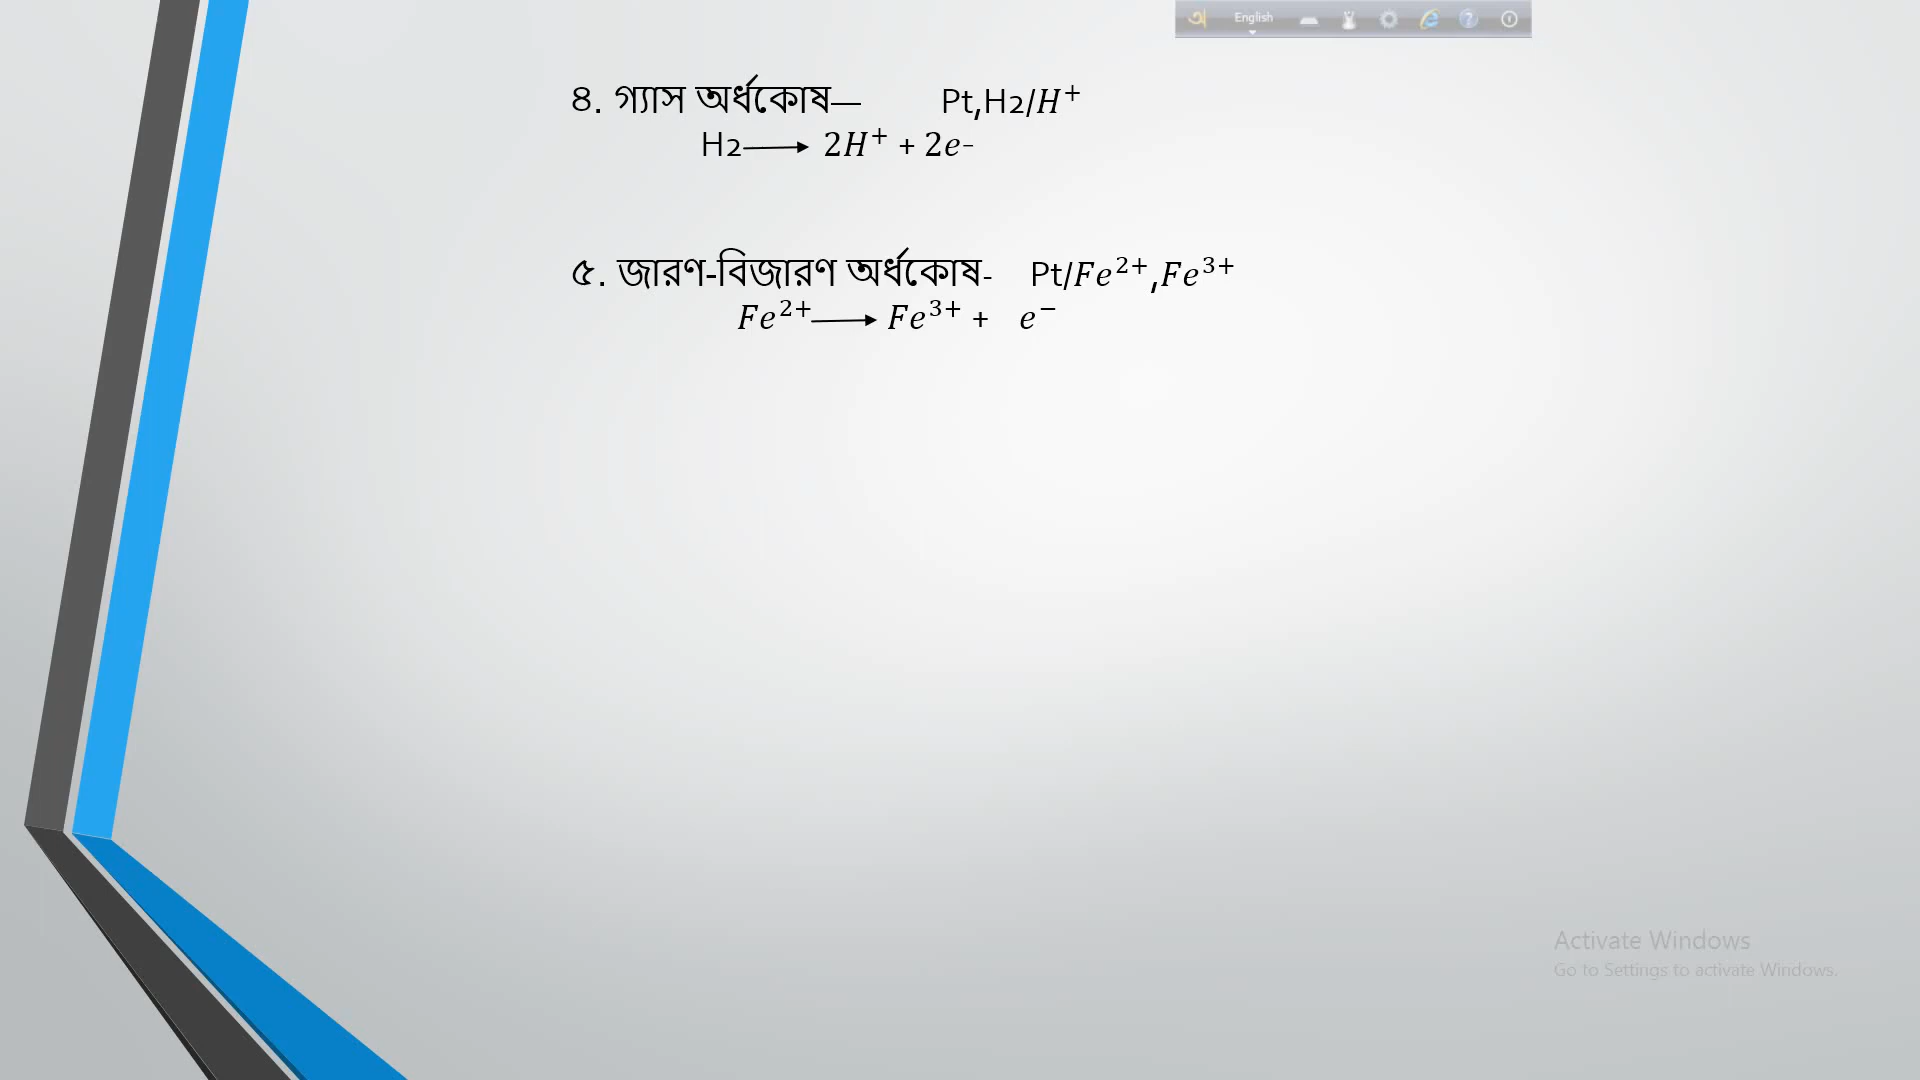 English
৪. গ্যাস অর্ধকোষ— Pt,H2/H⁺
H2⟶ 2H⁺ + 2e-
৫. জারণ-বিজারণ অর্ধকোষ- Pt/Fe²⁺,Fe³⁺
Fe²⁺⟶ Fe³⁺ + e⁻
Activate Windows
Go to Settings to activate Windows.